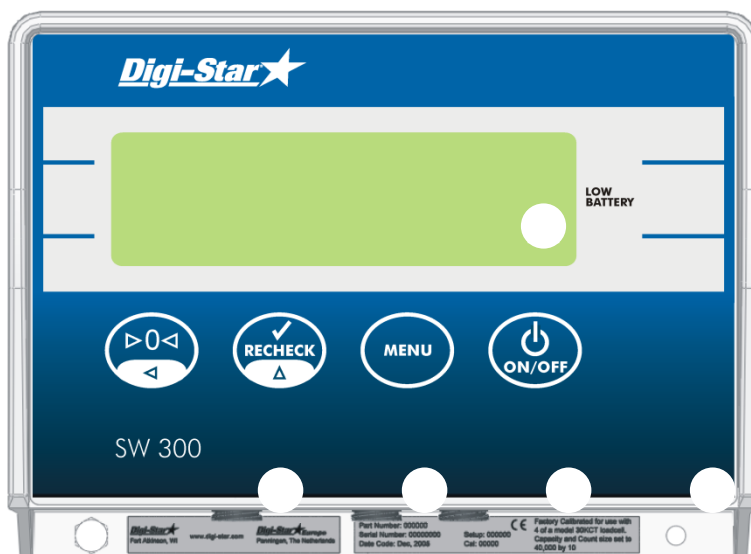 Digi-Star
LOW
BATTERY
▷0◁
RECHECK
MENU
ON/OFF
SW 300
Digi-Star
Fort Atkinson, WI
www.digi-star.com
Digi-Star Europe
Panningen, The Netherlands
Part Number: 000000
Serial Number: 00000000
Date Code: Dec, 2006
Setup: 000000
Cal: 00000
CE
Factory Calibrated for use with
4 of a model 30KCT loadcell.
Capacity and Count size set to
40,000 by 10